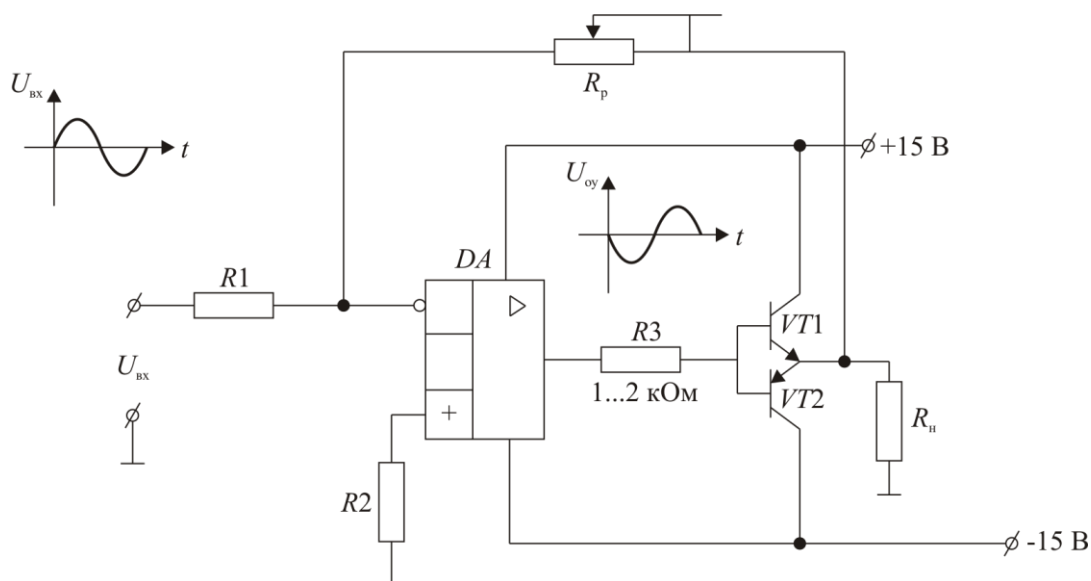 Rр
Uвх
t
+15 В
Uоу
t
DA
R1
VT1
R3
Uвх
1...2 кОм
VT2
+
Rн
R2
-15 В